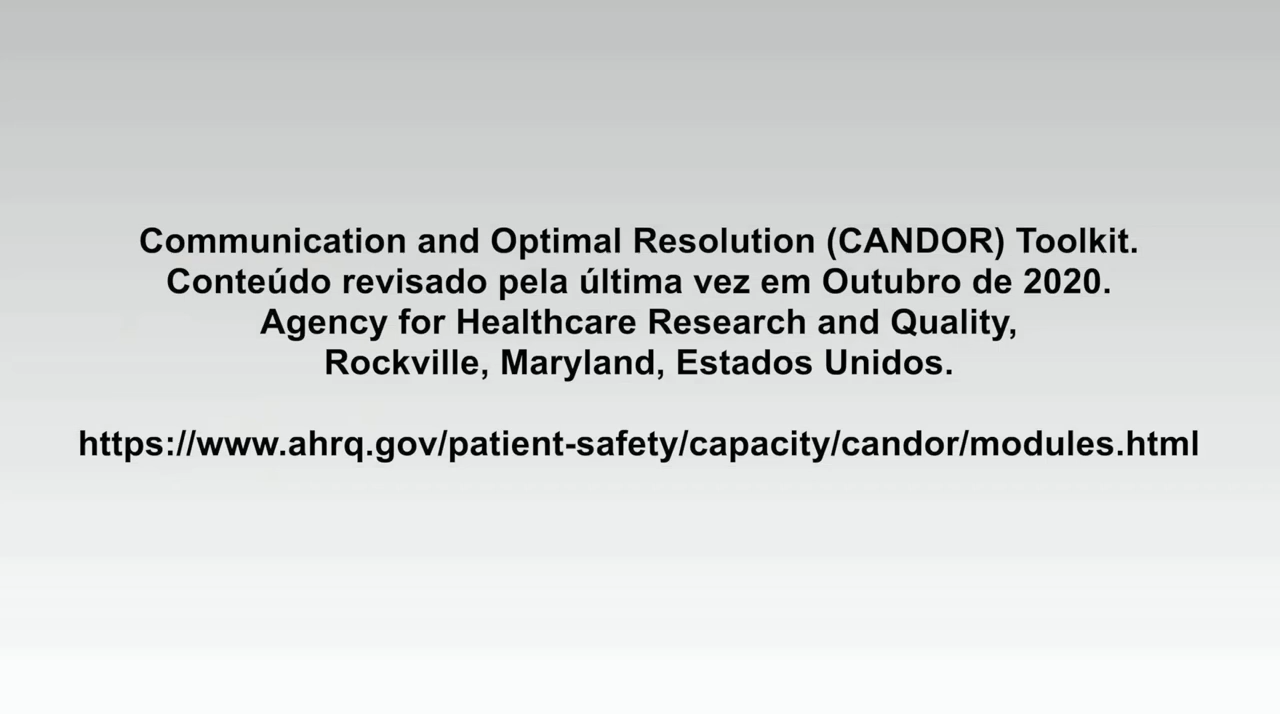 Communication and Optimal Resolution (CANDOR) Toolkit.
Conteúdo revisado pela última vez em Outubro de 2020.
Agency for Healthcare Research and Quality,
Rockville, Maryland, Estados Unidos.
https://www.ahrq.gov/patient-safety/capacity/candor/modules.html